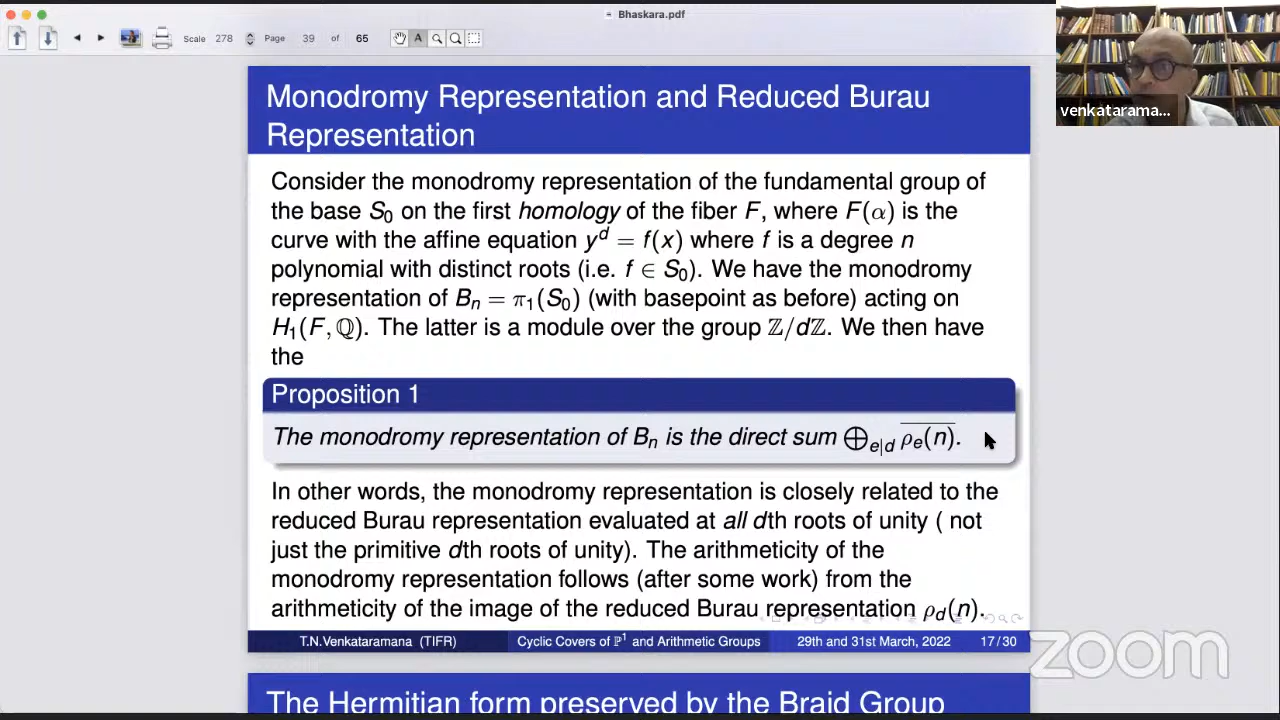 Bhaskara.pdf
Scale 278 Page 39 of 65
venkatarama...
Monodromy Representation and Reduced Burau
Representation
Consider the monodromy representation of the fundamental group of
the base S₀ on the first homology of the fiber F, where F(α) is the
curve with the affine equation yᵈ = f(x) where f is a degree n
polynomial with distinct roots (i.e. f ∈ S₀). We have the monodromy
representation of Bₙ = π₁(S₀) (with basepoint as before) acting on
H₁(F, ℚ). The latter is a module over the group ℤ/dℤ. We then have
the
Proposition 1
The monodromy representation of Bₙ is the direct sum ⊕_{e|d} \overline{ρₑ(n)}.
In other words, the monodromy representation is closely related to the
reduced Burau representation evaluated at all dth roots of unity ( not
just the primitive dth roots of unity). The arithmeticity of the
monodromy representation follows (after some work) from the
arithmeticity of the image of the reduced Burau representation ρ_d(n).
T.N.Venkataramana (TIFR) Cyclic Covers of ℙ¹ and Arithmetic Groups 29th and 31st March, 2022 17/30
zoom
The Hermitian form preserved by the Braid Group